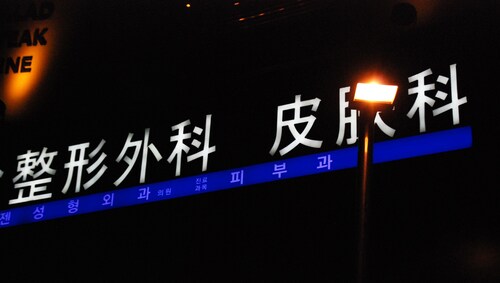 整形外科 皮膚科
젠성형외과의원 진료과목 피부과